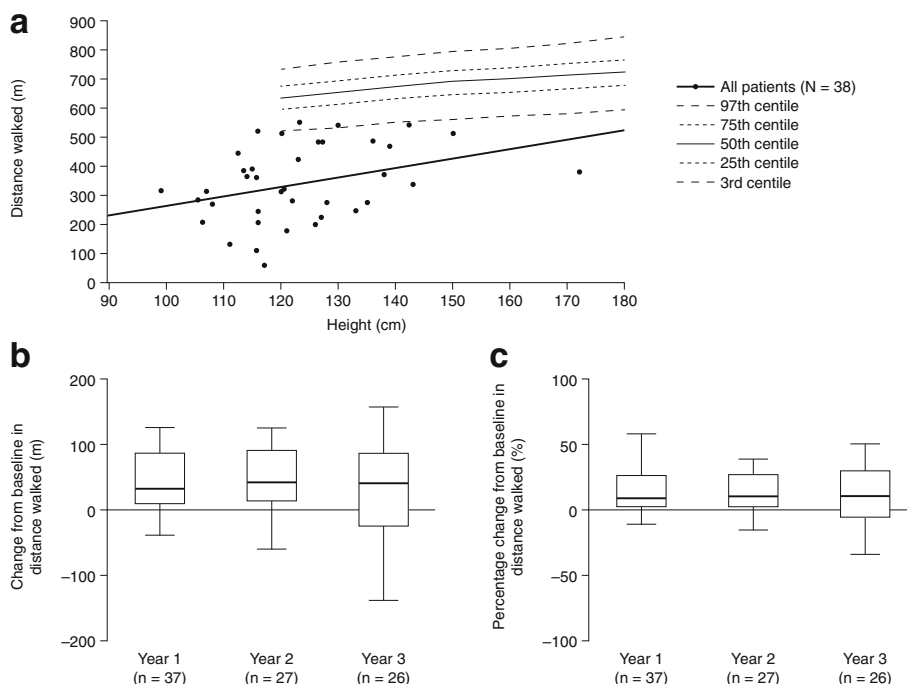 a
900
800
700
600
500
400
300
200
100
0
Distance walked (m)
90 100 110 120 130 140 150 160 170 180
Height (cm)
All patients (N = 38)
97th centile
75th centile
50th centile
25th centile
3rd centile
b
200
100
0
−100
−200
Change from baseline in
distance walked (m)
Year 1 Year 2 Year 3
(n = 37) (n = 27) (n = 26)
c
100
50
0
−50
−100
Percentage change from baseline in
distance walked (%)
Year 1 Year 2 Year 3
(n = 37) (n = 27) (n = 26)